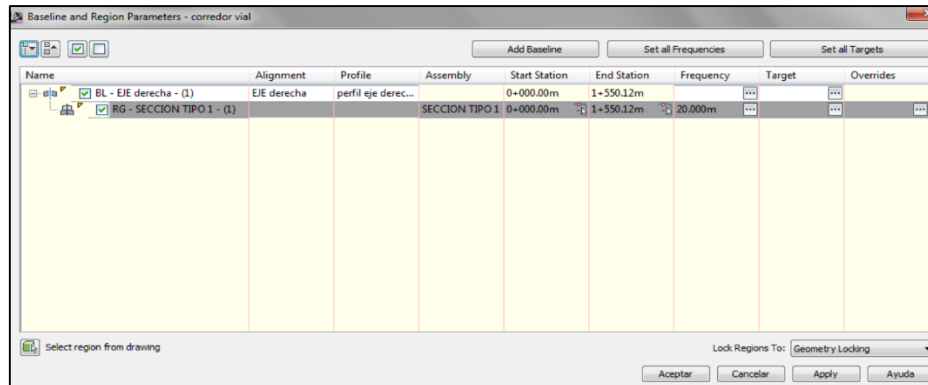 Baseline and Region Parameters - corredor vial
Add Baseline Set all Frequencies Set all Targets
Name Alignment Profile Assembly Start Station End Station Frequency Target Overrides
BL - EJE derecha - (1) EJE derecha perfil eje derec... 0+000.00m 1+550.12m ... ...
RG - SECCION TIPO 1 - (1) SECCION TIPO 1 0+000.00m 1+550.12m 20.000m ... ... ...
Select region from drawing Lock Regions To: Geometry Locking
Aceptar Cancelar Apply Ayuda